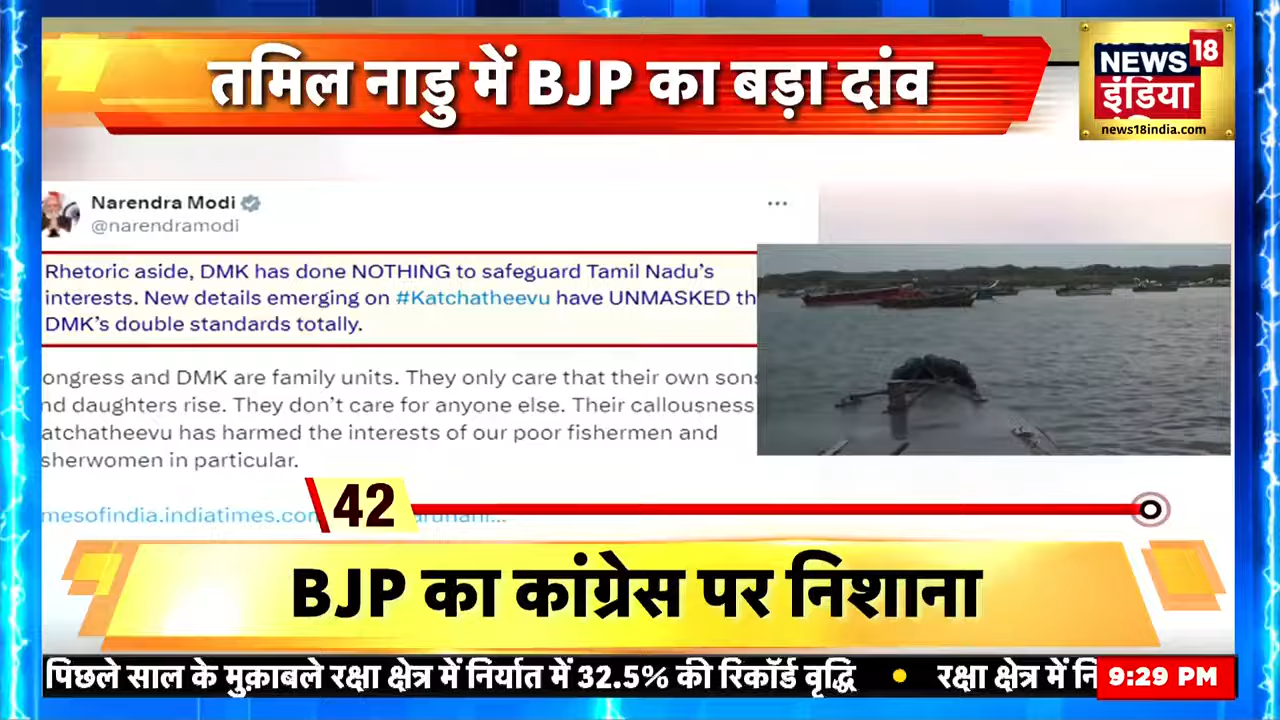 तमिल नाडु में BJP का बड़ा दांव
NEWS 18
इंडिया
news18india.com
Narendra Modi
@narendramodi
Rhetoric aside, DMK has done NOTHING to safeguard Tamil Nadu's
interests. New details emerging on #Katchatheevu have UNMASKED th
DMK's double standards totally.
ongress and DMK are family units. They only care that their own sons
nd daughters rise. They don't care for anyone else. Their callousness
atchatheevu has harmed the interests of our poor fishermen and
sherwomen in particular.
mesofindia.indiatimes.com
42
BJP का कांग्रेस पर निशाना
पिछले साल के मुक़ाबले रक्षा क्षेत्र में निर्यात में 32.5% की रिकॉर्ड वृद्धि • रक्षा क्षेत्र में नि
9:29 PM